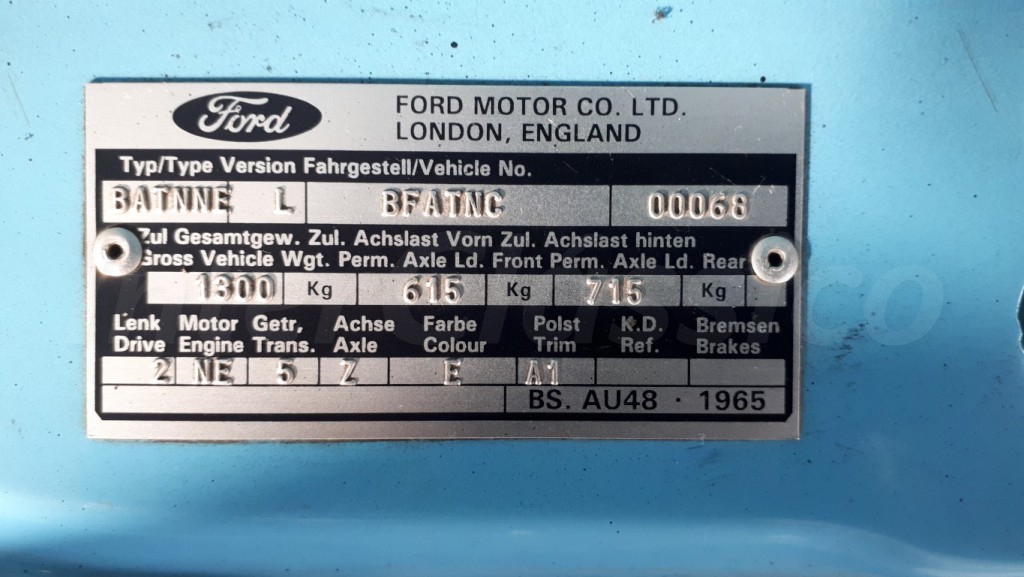 Ford
FORD MOTOR CO. LTD.
LONDON, ENGLAND
Typ/Type Version Fahrgestell/Vehicle No.
BATNNE L BFATNC 00068
Zul Gesamtgew. Zul. Achslast Vorn Zul. Achslast hinten
Gross Vehicle Wgt. Perm. Axle Ld. Front Perm. Axle Ld. Rear
1300 Kg 615 Kg 715 Kg
Lenk Motor Getr, Achse Farbe Polst K.D. Bremsen
Drive Engine Trans. Axle Colour Trim Ref. Brakes
2 NE 5 Z E A1
BS. AU48 · 1965